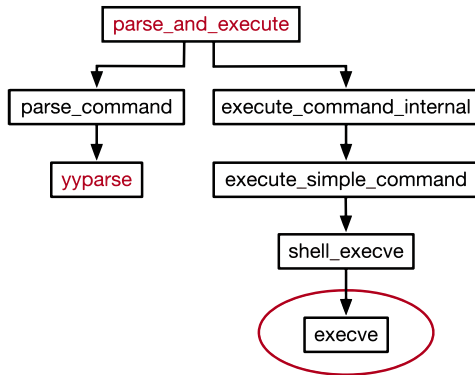 parse_and_execute
parse_command
execute_command_internal
yyparse
execute_simple_command
shell_execve
execve